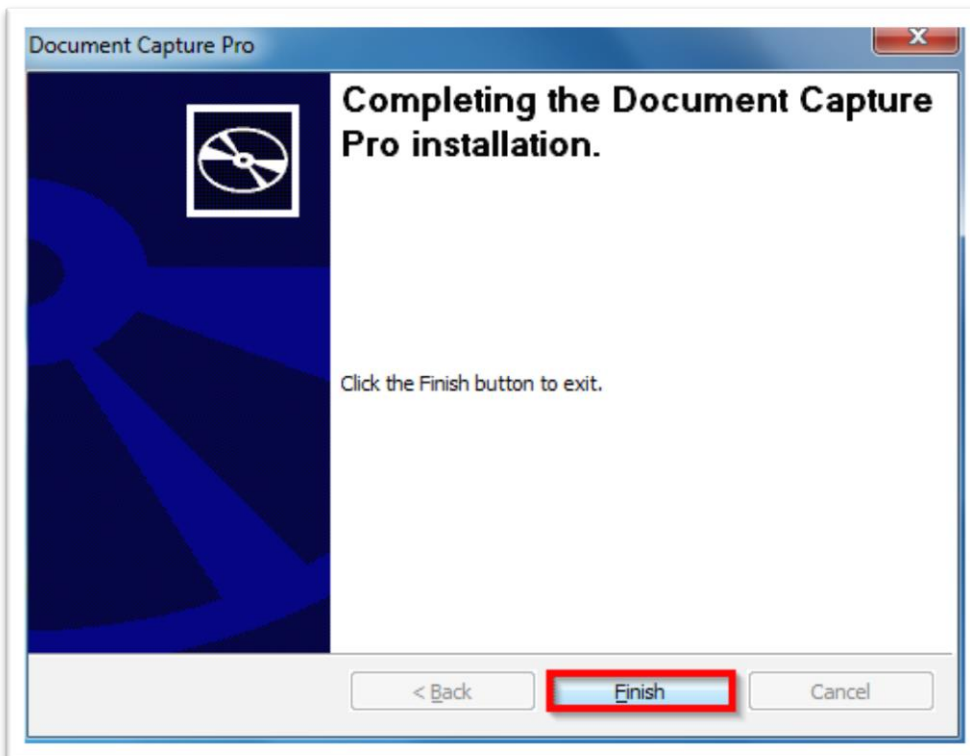 Document Capture Pro
Completing the Document Capture
Pro installation.
Click the Finish button to exit.
< Back
Finish
Cancel